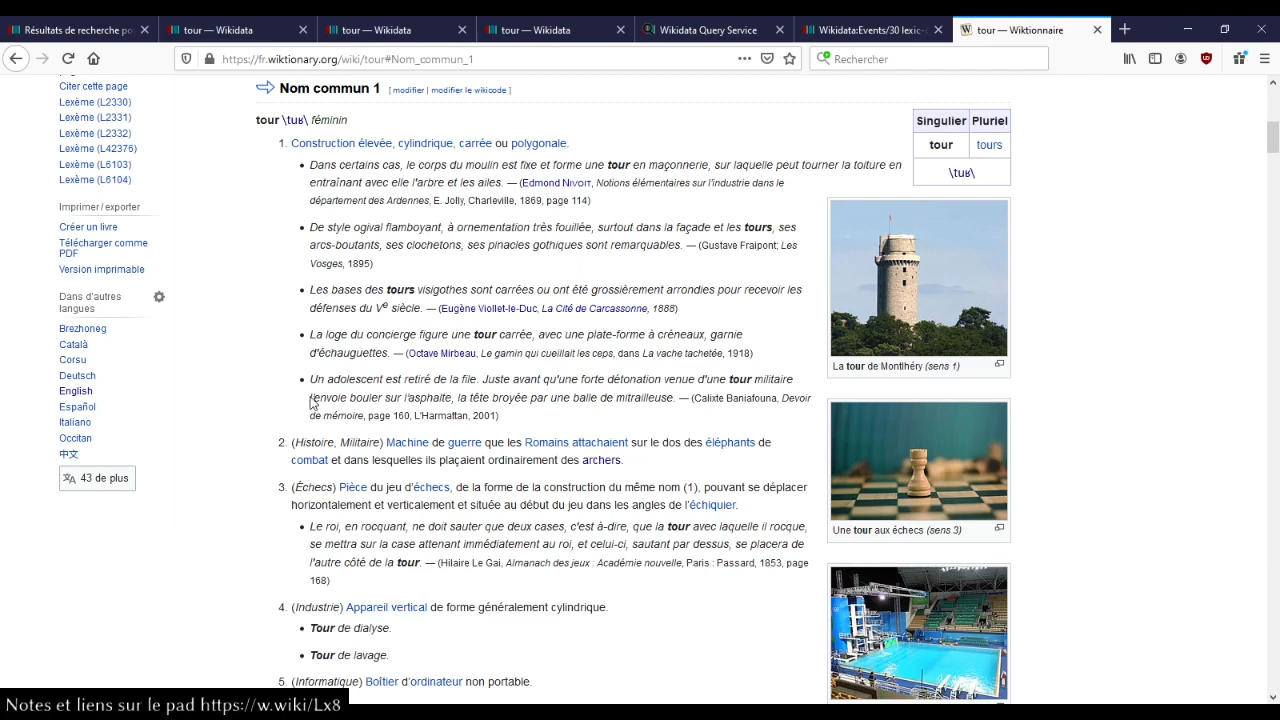 Résultats de recherche po
tour — Wikidata
tour — Wikidata
tour — Wikidata
Wikidata Query Service
Wikidata:Events/30 lexic-
tour — Wiktionnaire
https://fr.wiktionary.org/wiki/tour#Nom_commun_1
Rechercher
Citer cette page
Lexème (L2330)
Lexème (L2331)
Lexème (L2332)
Lexème (L42376)
Lexème (L6103)
Lexème (L6104)
Imprimer / exporter
Créer un livre
Télécharger comme
PDF
Version imprimable
Dans d'autres
langues
Brezhoneg
Català
Corsu
Deutsch
English
Español
Italiano
Occitan
中文
43 de plus
Nom commun 1 [ modifier | modifier le wikicode ]
tour \tuʁ\ féminin
1. Construction élevée, cylindrique, carrée ou polygonale.
• Dans certains cas, le corps du moulin est fixe et forme une tour en maçonnerie, sur laquelle peut tourner la toiture en
entraînant avec elle l'arbre et les ailes. — (Edmond Nivoit, Notions élémentaires sur l'industrie dans le
département des Ardennes, E. Jolly, Charleville, 1869, page 114)
• De style ogival flamboyant, à ornementation très fouillée, surtout dans la façade et les tours, ses
arcs-boutants, ses clochetons, ses pinacles gothiques sont remarquables. — (Gustave Fraipont; Les
Vosges, 1895)
• Les bases des tours visigothes sont carrées ou ont été grossièrement arrondies pour recevoir les
défenses du Ve siècle. — (Eugène Viollet-le-Duc, La Cité de Carcassonne, 1888)
• La loge du concierge figure une tour carrée, avec une plate-forme à créneaux, garnie
d'échauguettes. — (Octave Mirbeau, Le gamin qui cueillait les ceps, dans La vache tachetée, 1918)
• Un adolescent est retiré de la file. Juste avant qu'une forte détonation venue d'une tour militaire
l'envoie bouler sur l'asphalte, la tête broyée par une balle de mitrailleuse. — (Calixte Baniafouna, Devoir
de mémoire, page 160, L'Harmattan, 2001)
2. (Histoire, Militaire) Machine de guerre que les Romains attachaient sur le dos des éléphants de
combat et dans lesquelles ils plaçaient ordinairement des archers.
3. (Échecs) Pièce du jeu d'échecs, de la forme de la construction du même nom (1), pouvant se déplacer
horizontalement et verticalement et située au début du jeu dans les angles de l'échiquier.
• Le roi, en rocquant, ne doit sauter que deux cases, c'est à-dire, que la tour avec laquelle il rocque,
se mettra sur la case attenant immédiatement au roi, et celui-ci, sautant par dessus, se placera de
l'autre côté de la tour. — (Hilaire Le Gai, Almanach des jeux : Académie nouvelle, Paris : Passard, 1853, page
168)
4. (Industrie) Appareil vertical de forme généralement cylindrique.
• Tour de dialyse.
• Tour de lavage.
5. (Informatique) Boîtier d'ordinateur non portable.
Singulier Pluriel
tour tours
\tuʁ\
La tour de Montlhéry (sens 1)
Une tour aux échecs (sens 3)
Notes et liens sur le pad https://w.wiki/Lx8